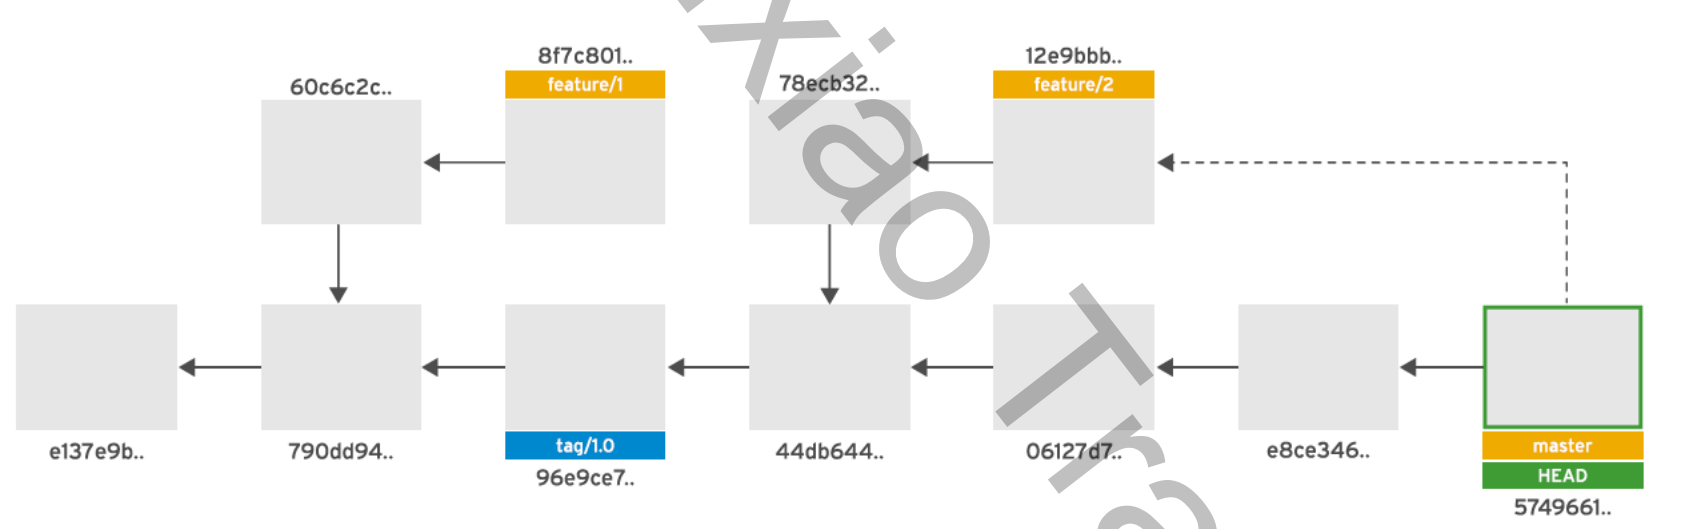 8f7c801..
12e9bbb..
60c6c2c..
feature/1
78ecb32..
feature/2
e137e9b..
790dd94..
tag/1.0
96e9ce7..
44db644..
06127d7..
e8ce346..
master
HEAD
5749661..
xiao Tra